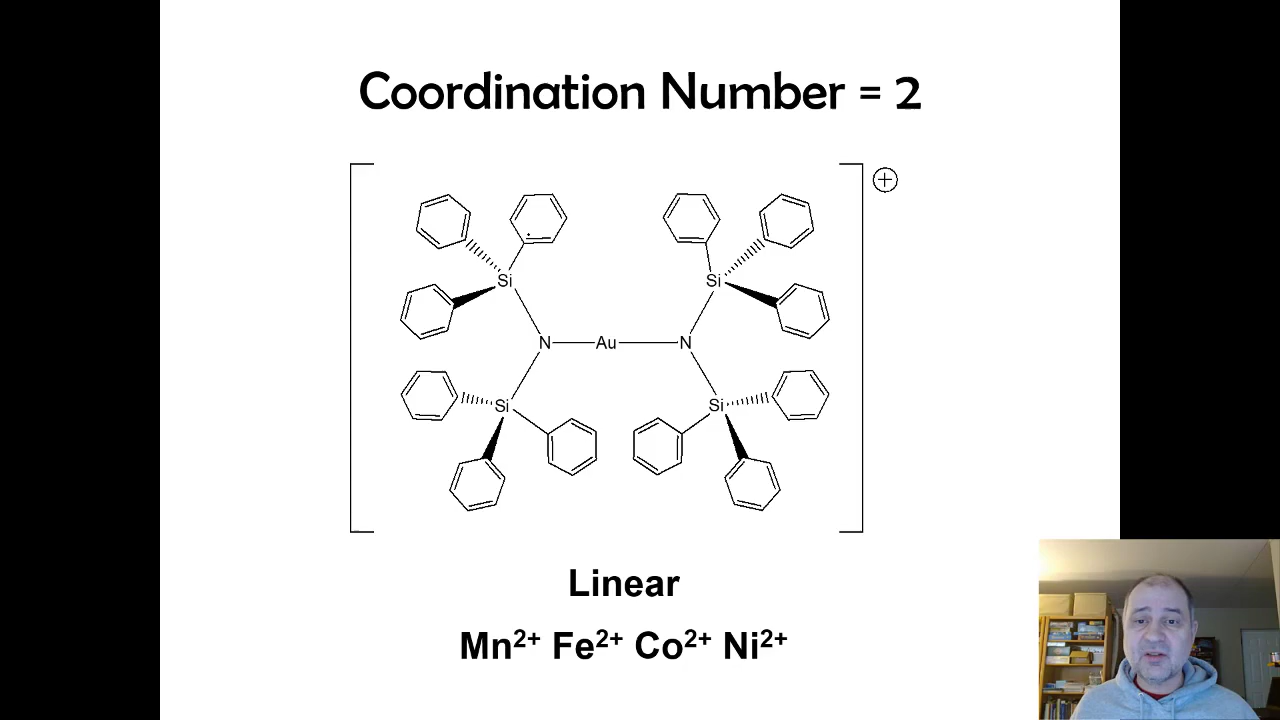 Coordination Number = 2
⊕
Si Si
N Au N
Si Si
Linear
Mn²⁺ Fe²⁺ Co²⁺ Ni²⁺